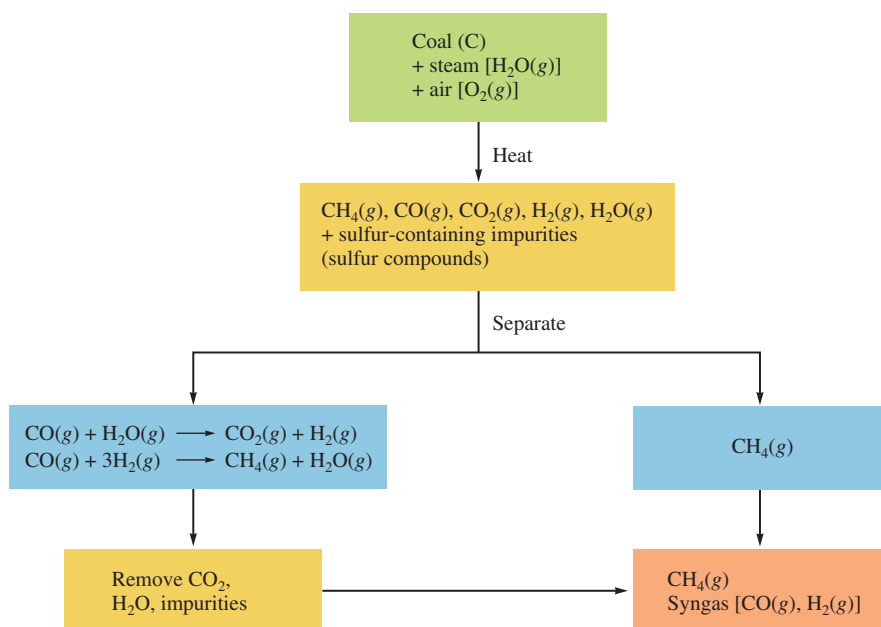 Coal (C)
+ steam [H₂O(g)]
+ air [O₂(g)]
Heat
CH₄(g), CO(g), CO₂(g), H₂(g), H₂O(g)
+ sulfur-containing impurities
(sulfur compounds)
Separate
CO(g) + H₂O(g) ⟶ CO₂(g) + H₂(g)
CO(g) + 3H₂(g) ⟶ CH₄(g) + H₂O(g)
CH₄(g)
Remove CO₂,
H₂O, impurities
CH₄(g)
Syngas [CO(g), H₂(g)]